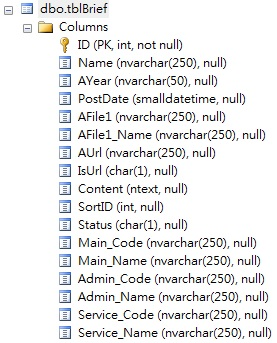 dbo.tblBrief
Columns
ID (PK, int, not null)
Name (nvarchar(250), null)
AYear (nvarchar(50), null)
PostDate (smalldatetime, null)
AFile1 (nvarchar(250), null)
AFile1_Name (nvarchar(250), null)
AUrl (nvarchar(250), null)
IsUrl (char(1), null)
Content (ntext, null)
SortID (int, null)
Status (char(1), null)
Main_Code (nvarchar(250), null)
Main_Name (nvarchar(250), null)
Admin_Code (nvarchar(250), null)
Admin_Name (nvarchar(250), null)
Service_Code (nvarchar(250), null)
Service_Name (nvarchar(250), null)